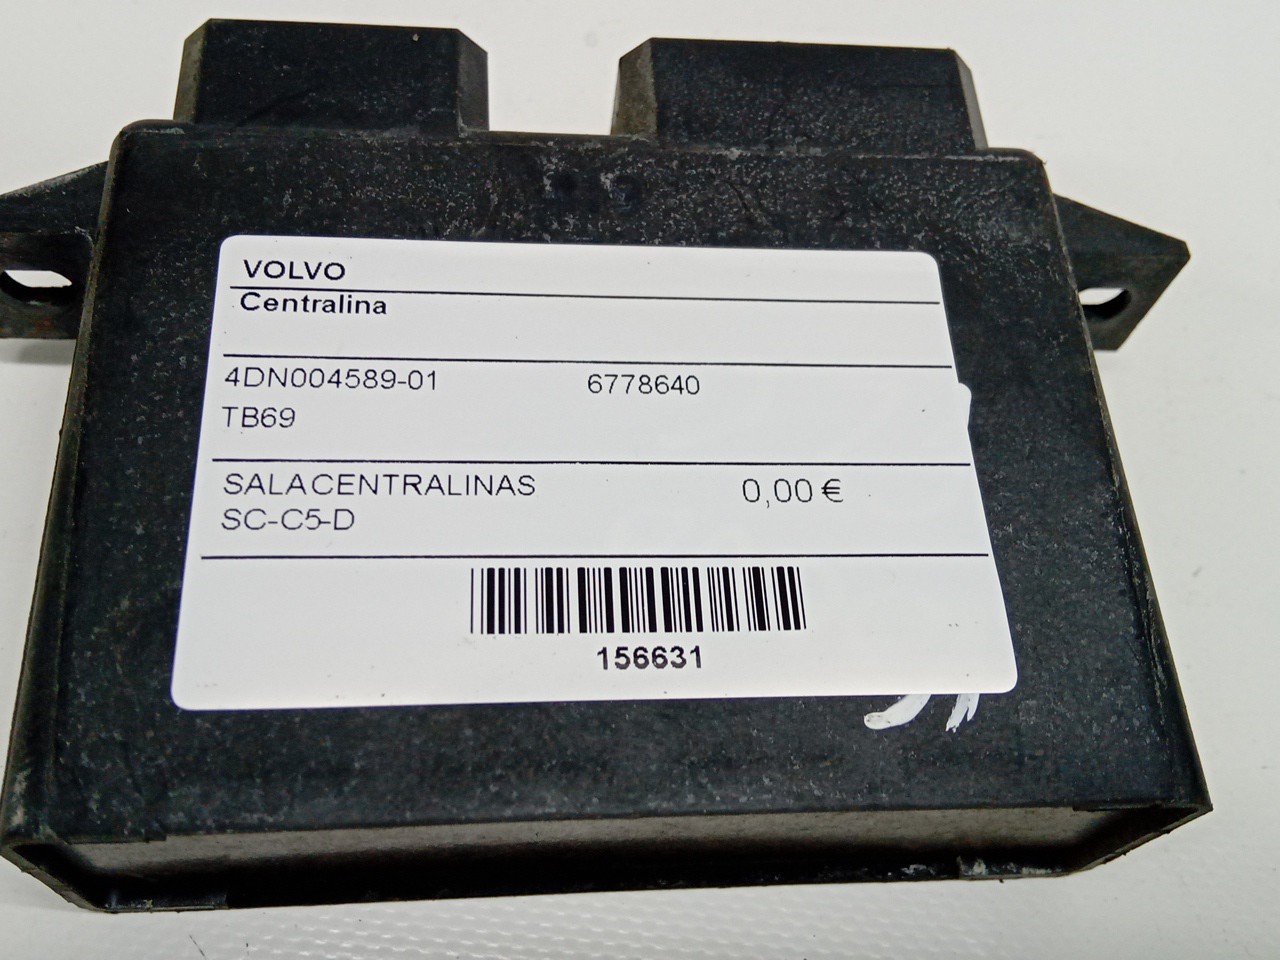 VOLVO
Centralina
4DN004589-01 6778640
TB69
SALACENTRALINAS 0,00 €
SC-C5-D
156631